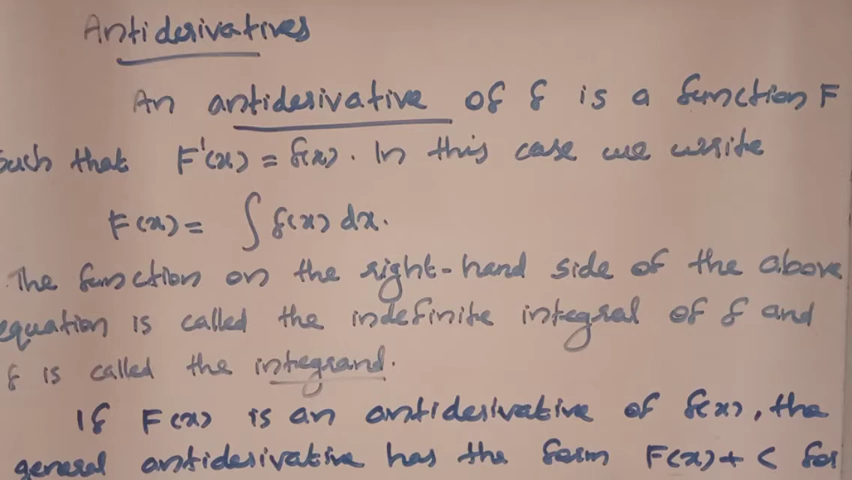 Antiderivatives
An antiderivative of f is a function F
such that F'(x) = f(x). In this case we write
F(x) = ∫ f(x) dx.
The function on the right-hand side of the above
equation is called the indefinite integral of f and
f is called the integrand.
If F(x) is an antiderivative of f(x), the
general antiderivative has the form F(x) + C for